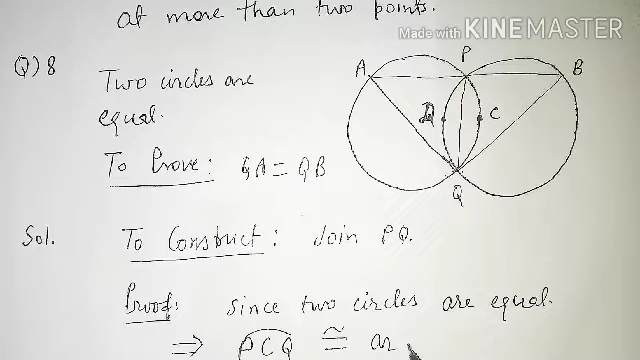 at more than two points.
Made with KINEMASTER
Q) 8
Two circles are
equal.
To Prove: QA = QB
A P B
D C
Q
Sol.
To Construct: Join PQ.
Proof: Since two circles are equal.
⇒ PCQ ≅ ar